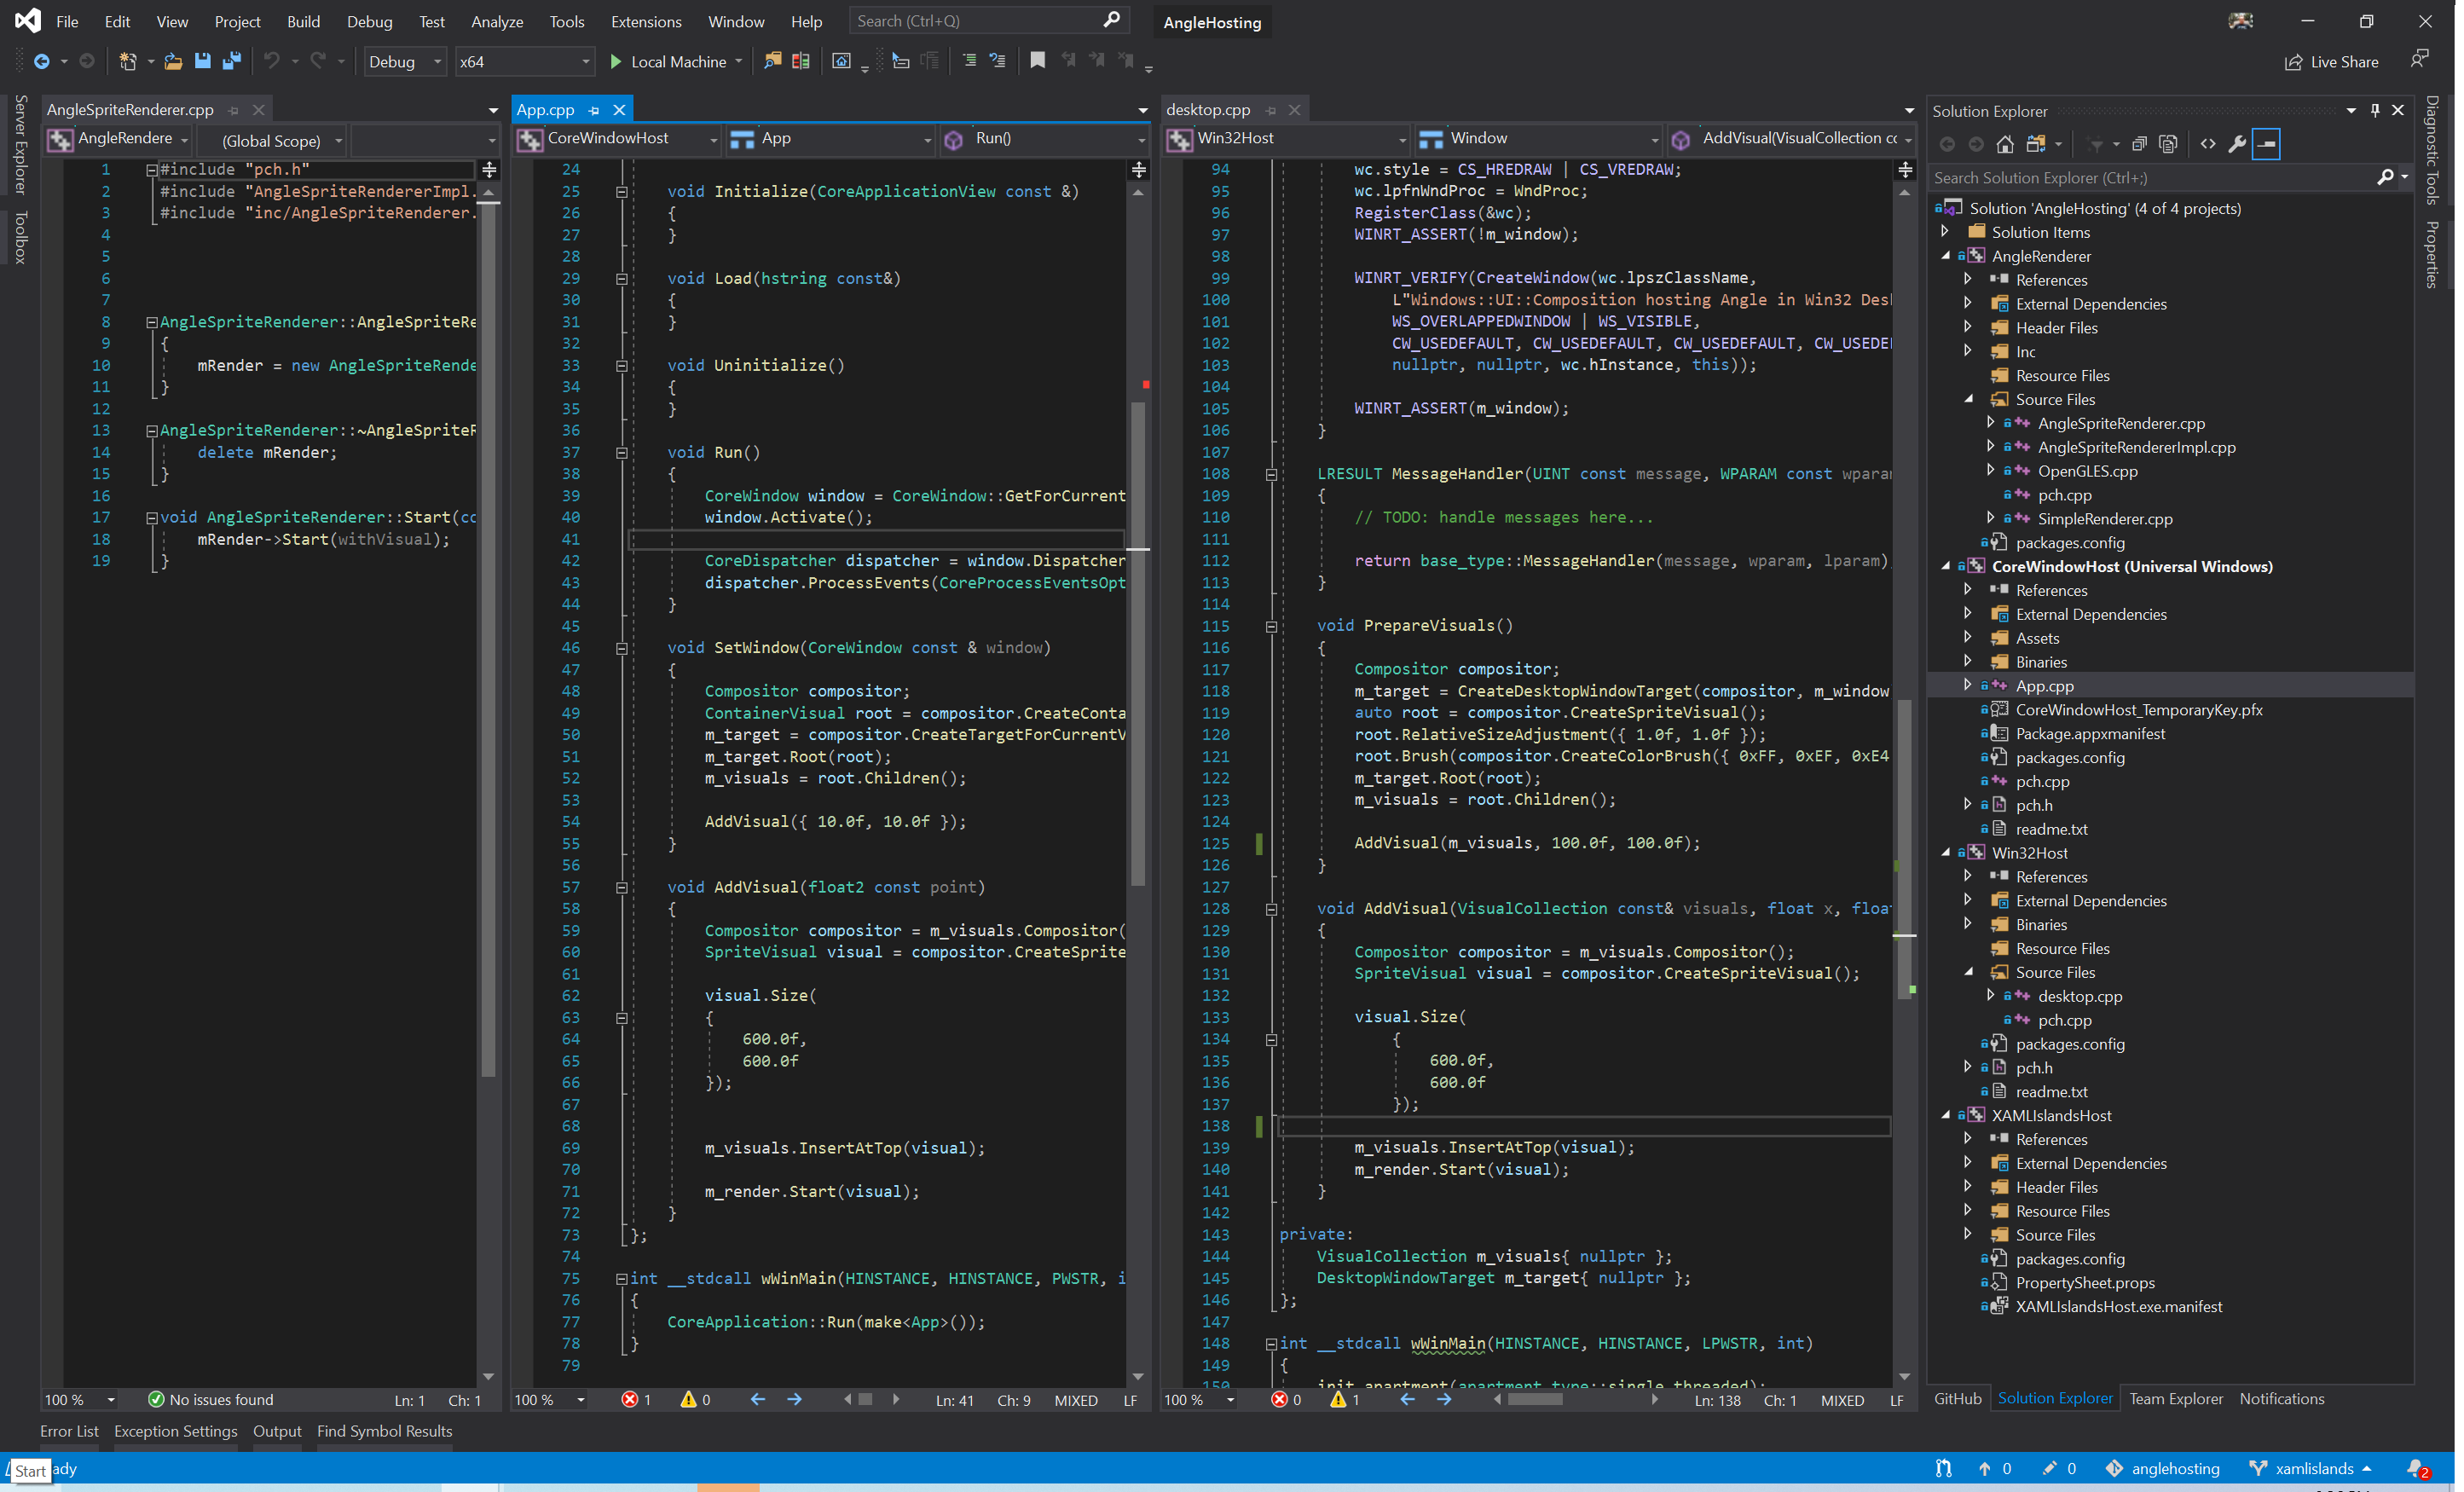 File Edit View Project Build Debug Test Analyze Tools Extensions Window Help Search (Ctrl+Q) AngleHosting
Debug x64 Local Machine Live Share
Server Explorer
Toolbox
AngleSpriteRenderer.cpp
AngleRendere (Global Scope)
1 #include "pch.h"
2 #include "AngleSpriteRendererImpl.
3 #include "inc/AngleSpriteRenderer.
4
5
6
7
8 AngleSpriteRenderer::AngleSpriteRe
9 {
10 mRender = new AngleSpriteRende
11 }
12
13 AngleSpriteRenderer::~AngleSpriteR
14 delete mRender;
15 }
16
17 void AngleSpriteRenderer::Start(co
18 mRender->Start(withVisual);
19 }
100 % No issues found Ln: 1 Ch: 1
App.cpp
CoreWindowHost App Run()
24
25 void Initialize(CoreApplicationView const &)
26 {
27 }
28
29 void Load(hstring const&)
30 {
31 }
32
33 void Uninitialize()
34 {
35 }
36
37 void Run()
38 {
39 CoreWindow window = CoreWindow::GetForCurrent
40 window.Activate();
41
42 CoreDispatcher dispatcher = window.Dispatcher
43 dispatcher.ProcessEvents(CoreProcessEventsOpt
44 }
45
46 void SetWindow(CoreWindow const & window)
47 {
48 Compositor compositor;
49 ContainerVisual root = compositor.CreateConta
50 m_target = compositor.CreateTargetForCurrentV
51 m_target.Root(root);
52 m_visuals = root.Children();
53
54 AddVisual({ 10.0f, 10.0f });
55 }
56
57 void AddVisual(float2 const point)
58 {
59 Compositor compositor = m_visuals.Compositor(
60 SpriteVisual visual = compositor.CreateSprite
61
62 visual.Size(
63 {
64 600.0f,
65 600.0f
66 });
67
68
69 m_visuals.InsertAtTop(visual);
70
71 m_render.Start(visual);
72 }
73 };
74
75 int __stdcall wWinMain(HINSTANCE, HINSTANCE, PWSTR, i
76 {
77 CoreApplication::Run(make<App>());
78 }
79
100 % 1 0 Ln: 41 Ch: 9 MIXED LF
desktop.cpp
Win32Host Window AddVisual(VisualCollection cc
94 wc.style = CS_HREDRAW | CS_VREDRAW;
95 wc.lpfnWndProc = WndProc;
96 RegisterClass(&wc);
97 WINRT_ASSERT(!m_window);
98
99 WINRT_VERIFY(CreateWindow(wc.lpszClassName,
100 L"Windows::UI::Composition hosting Angle in Win32 Desk
101 WS_OVERLAPPEDWINDOW | WS_VISIBLE,
102 CW_USEDEFAULT, CW_USEDEFAULT, CW_USEDEFAULT, CW_USEDEF
103 nullptr, nullptr, wc.hInstance, this));
104
105 WINRT_ASSERT(m_window);
106 }
107
108 LRESULT MessageHandler(UINT const message, WPARAM const wparam
109 {
110 // TODO: handle messages here...
111
112 return base_type::MessageHandler(message, wparam, lparam)
113 }
114
115 void PrepareVisuals()
116 {
117 Compositor compositor;
118 m_target = CreateDesktopWindowTarget(compositor, m_window
119 auto root = compositor.CreateSpriteVisual();
120 root.RelativeSizeAdjustment({ 1.0f, 1.0f });
121 root.Brush(compositor.CreateColorBrush({ 0xFF, 0xEF, 0xE4
122 m_target.Root(root);
123 m_visuals = root.Children();
124
125 AddVisual(m_visuals, 100.0f, 100.0f);
126 }
127
128 void AddVisual(VisualCollection const& visuals, float x, floa
129 {
130 Compositor compositor = m_visuals.Compositor();
131 SpriteVisual visual = compositor.CreateSpriteVisual();
132
133 visual.Size(
134 {
135 600.0f,
136 600.0f
137 });
138
139 m_visuals.InsertAtTop(visual);
140 m_render.Start(visual);
141 }
142
143 private:
144 VisualCollection m_visuals{ nullptr };
145 DesktopWindowTarget m_target{ nullptr };
146 };
147
148 int __stdcall wWinMain(HINSTANCE, HINSTANCE, LPWSTR, int)
149 {
150 init_apartment(apartment_type::single_threaded);
100 % 0 1 Ln: 138 Ch: 1 MIXED LF
Solution Explorer
Search Solution Explorer (Ctrl+;)
Solution 'AngleHosting' (4 of 4 projects)
Solution Items
AngleRenderer
References
External Dependencies
Header Files
Inc
Resource Files
Source Files
AngleSpriteRenderer.cpp
AngleSpriteRendererImpl.cpp
OpenGLES.cpp
pch.cpp
SimpleRenderer.cpp
packages.config
CoreWindowHost (Universal Windows)
References
External Dependencies
Assets
Binaries
App.cpp
CoreWindowHost_TemporaryKey.pfx
Package.appxmanifest
packages.config
pch.cpp
pch.h
readme.txt
Win32Host
References
External Dependencies
Binaries
Resource Files
Source Files
desktop.cpp
pch.cpp
packages.config
pch.h
readme.txt
XAMLIslandsHost
References
External Dependencies
Header Files
Resource Files
Source Files
packages.config
PropertySheet.props
XAMLIslandsHost.exe.manifest
GitHub Solution Explorer Team Explorer Notifications
Diagnostic Tools
Properties
Error List Exception Settings Output Find Symbol Results
Start ady 0 0 anglehosting xamlislands 2